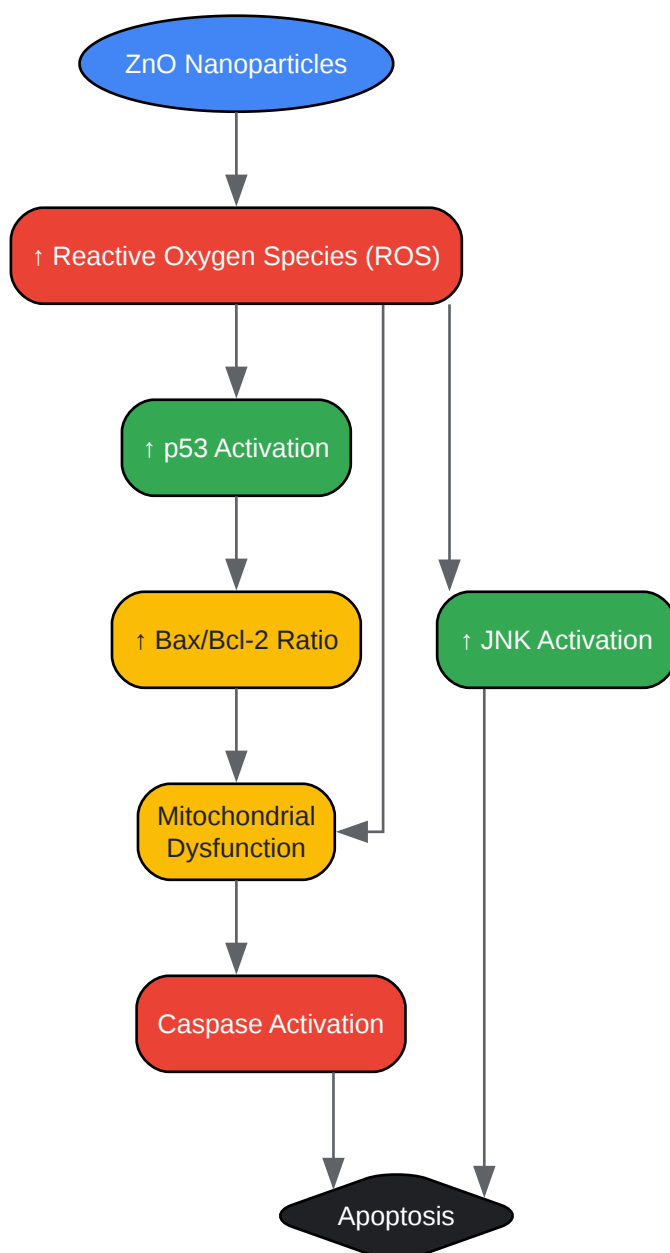 ZnO Nanoparticles
↑ Reactive Oxygen Species (ROS)
↑ p53 Activation
↑ Bax/Bcl-2 Ratio
↑ JNK Activation
Mitochondrial
Dysfunction
Caspase Activation
Apoptosis